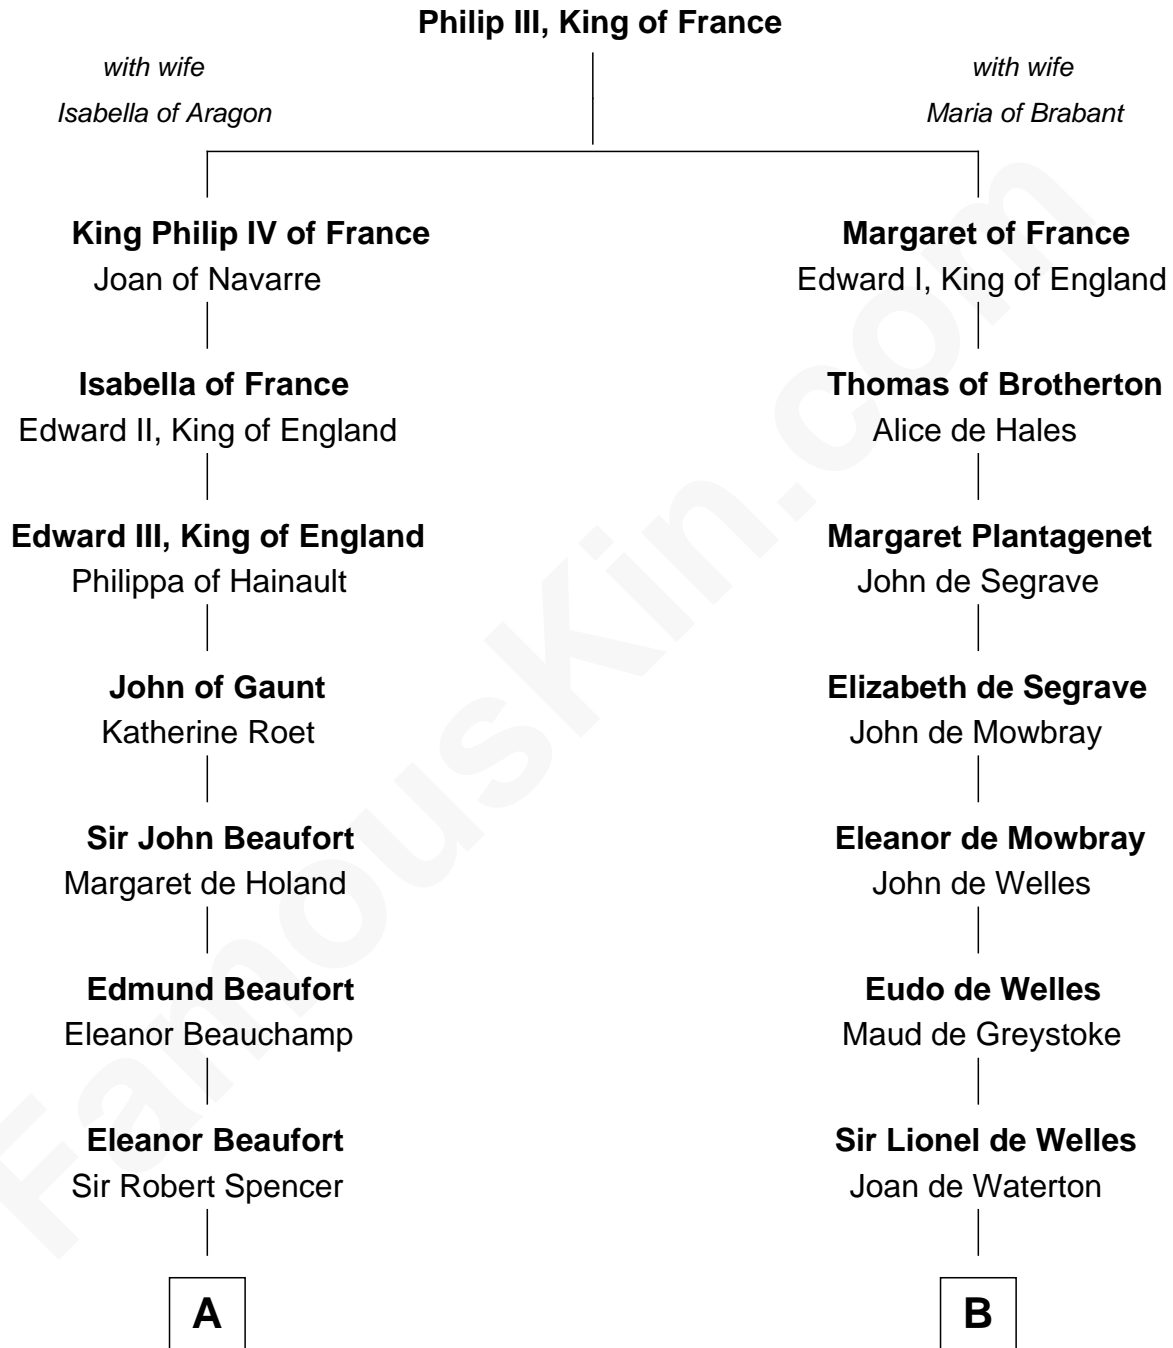 Philip III, King of France
with wife
Isabella of Aragon
with wife
Maria of Brabant
King Philip IV of France
Joan of Navarre
Margaret of France
Edward I, King of England
Isabella of France
Edward II, King of England
Thomas of Brotherton
Alice de Hales
Edward III, King of England
Philippa of Hainault
Margaret Plantagenet
John de Segrave
John of Gaunt
Katherine Roet
Elizabeth de Segrave
John de Mowbray
Sir John Beaufort
Margaret de Holand
Eleanor de Mowbray
John de Welles
Edmund Beaufort
Eleanor Beauchamp
Eudo de Welles
Maud de Greystoke
Eleanor Beaufort
Sir Robert Spencer
Sir Lionel de Welles
Joan de Waterton
A
B
FamousKin.com